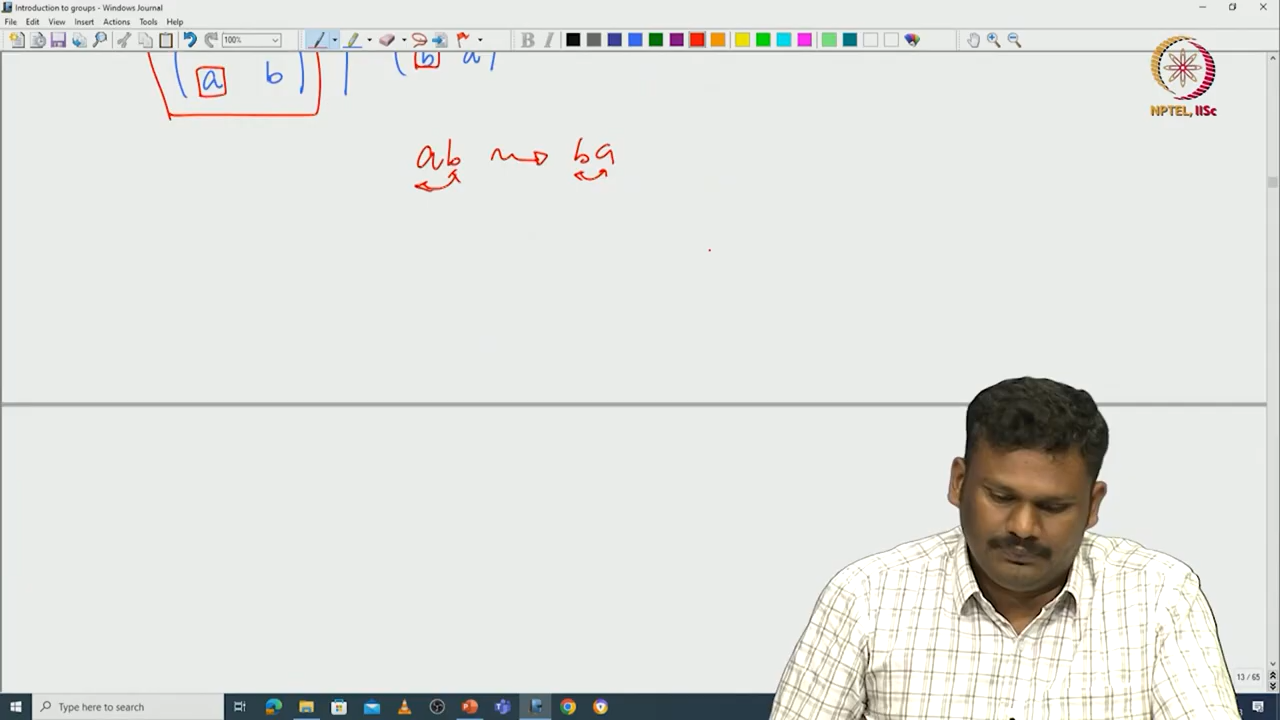 Introduction to groups - Windows Journal
File Edit View Insert Actions Tools Help
100%
B I
NPTEL, IISc
( b a )
( a b )
ab ⇝ ba
13 / 65
Type here to search